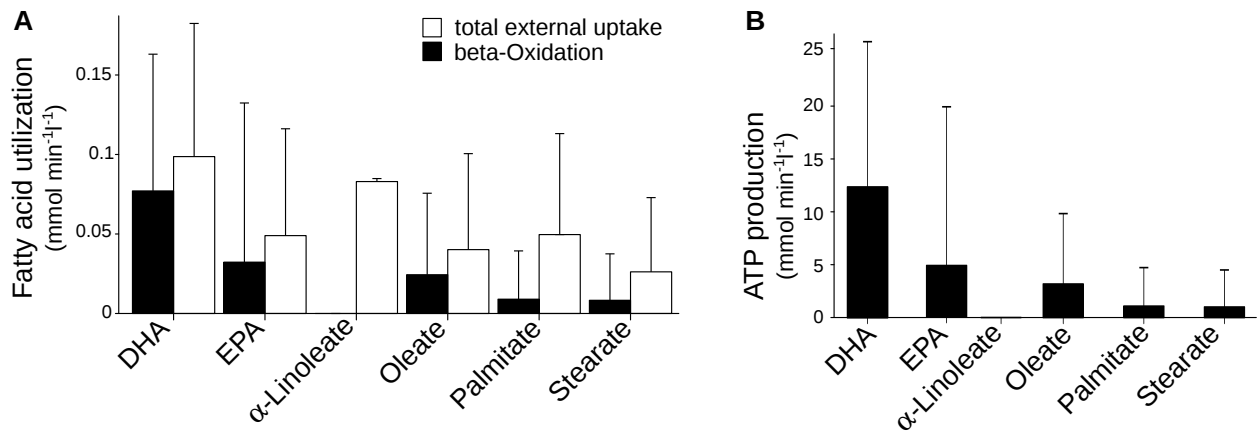 A
total external uptake
beta-Oxidation
Fatty acid utilization
(mmol min⁻¹l⁻¹)
0.15
0.1
0.05
0
DHA
EPA
α-Linoleate
Oleate
Palmitate
Stearate
B
ATP production
(mmol min⁻¹l⁻¹)
25
20
15
10
5
0
DHA
EPA
α-Linoleate
Oleate
Palmitate
Stearate